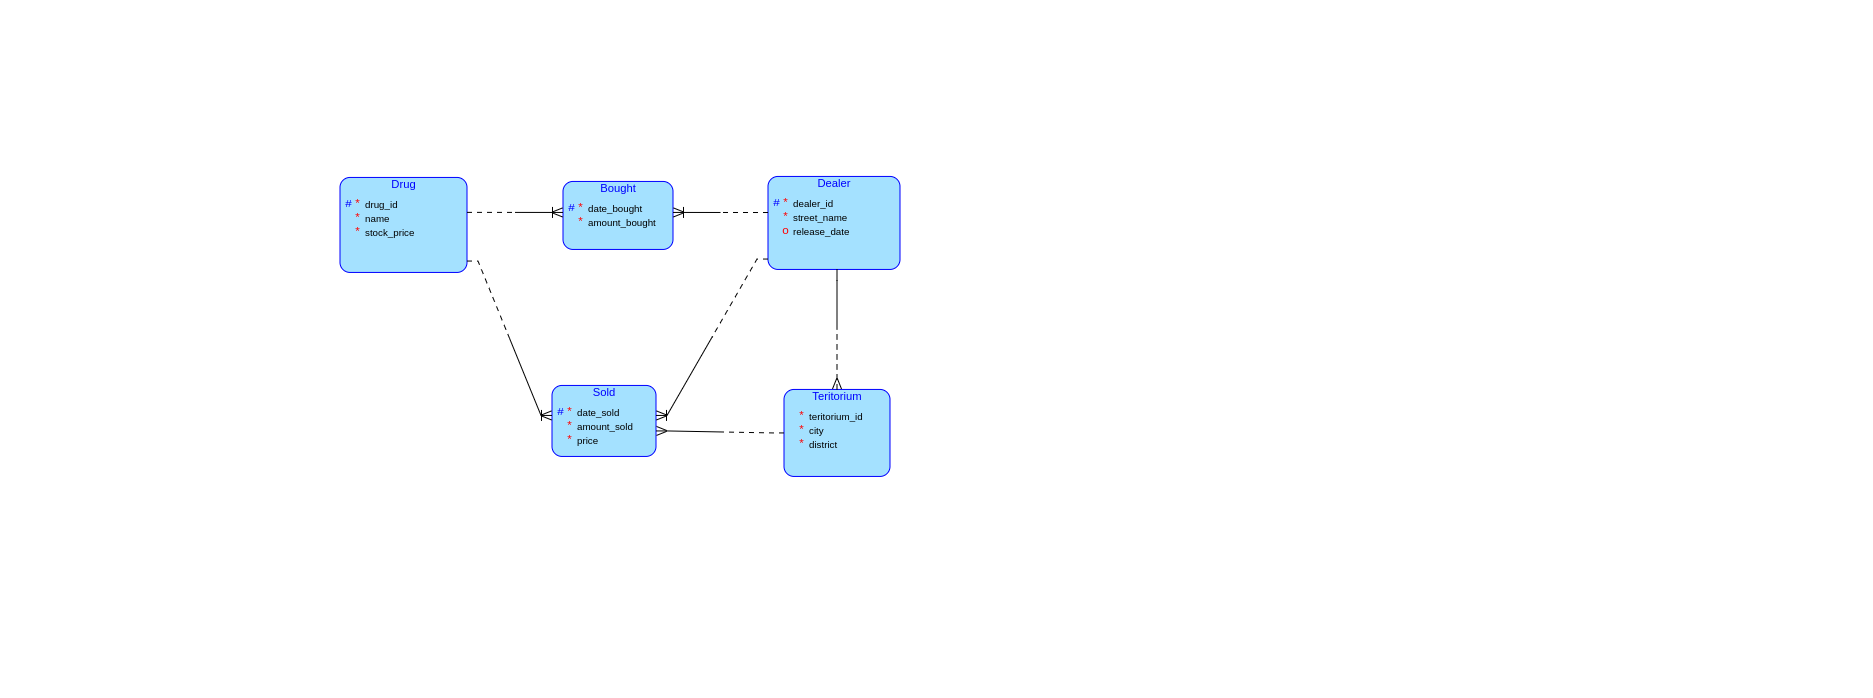 Drug
# * drug_id
* name
* stock_price
Bought
# * date_bought
* amount_bought
Dealer
# * dealer_id
* street_name
o release_date
Sold
# * date_sold
* amount_sold
* price
Teritorium
* teritorium_id
* city
* district